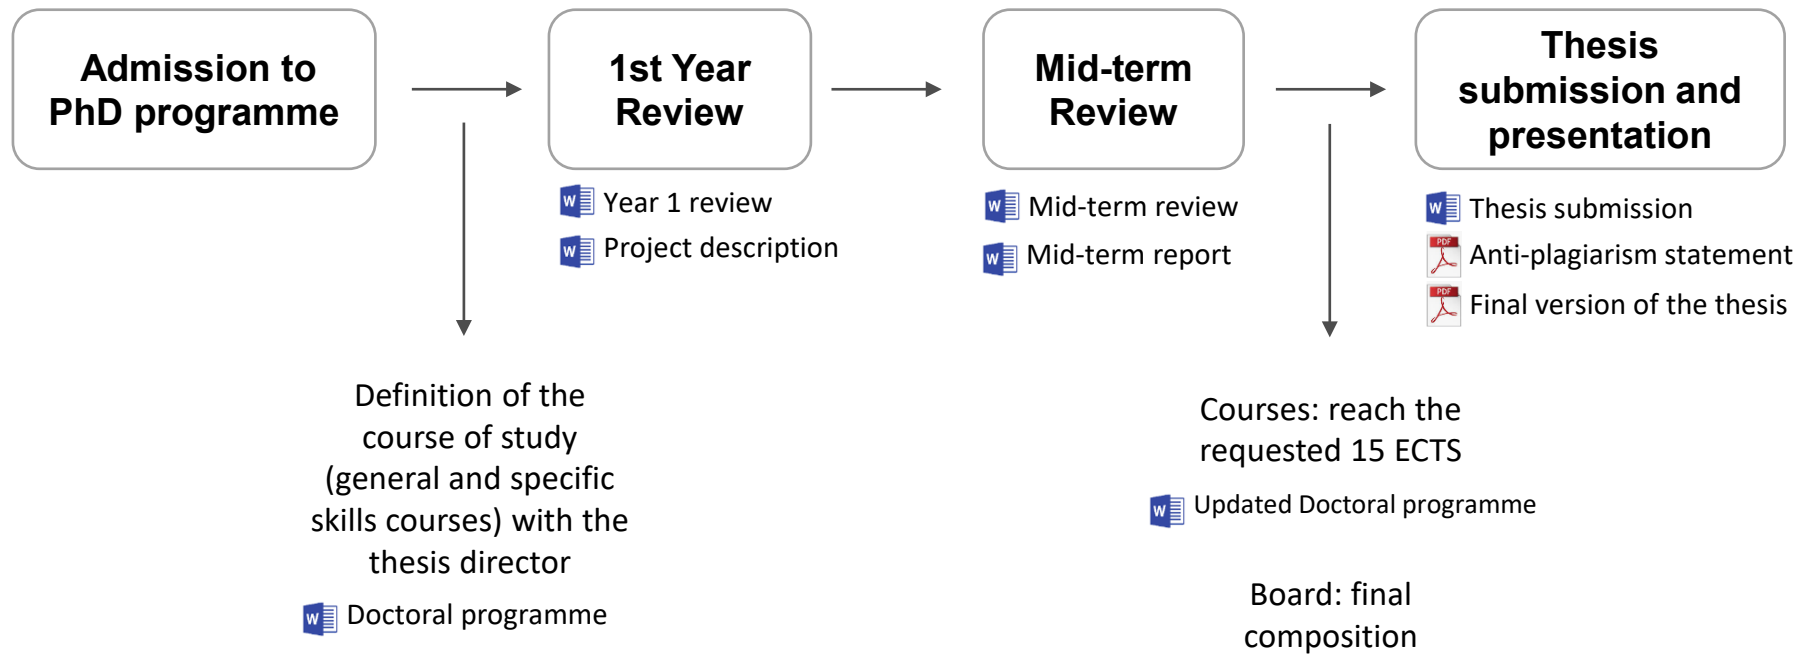 Admission to
PhD programme
1st Year
Review
Mid-term
Review
Thesis
submission and
presentation
Year 1 review
Project description
Mid-term review
Mid-term report
Thesis submission
PDF
Anti-plagiarism statement
PDF
Final version of the thesis
Definition of the
course of study
(general and specific
skills courses) with the
thesis director
W Doctoral programme
Courses: reach the
requested 15 ECTS
W Updated Doctoral programme
Board: final
composition